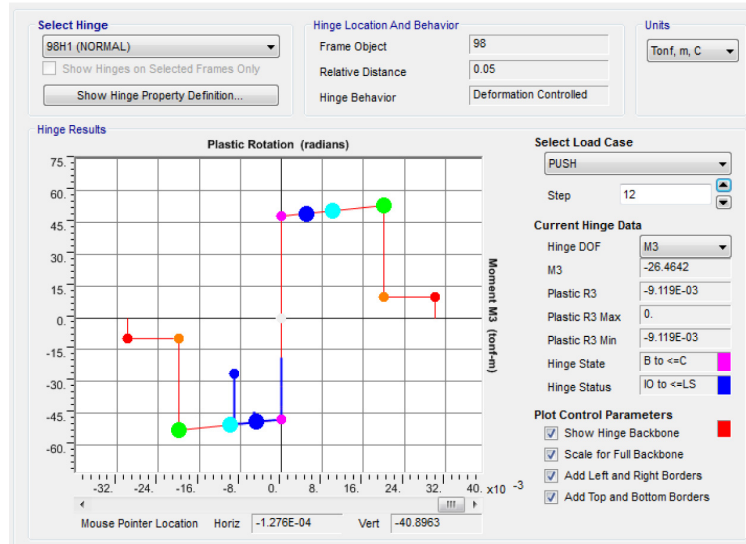 Select Hinge
98H1 (NORMAL)
Show Hinges on Selected Frames Only
Show Hinge Property Definition...
Hinge Location And Behavior
Frame Object 98
Relative Distance 0.05
Hinge Behavior Deformation Controlled
Units
Tonf, m, C
Hinge Results
Plastic Rotation (radians)
75.
60.
45.
30.
15.
0.
-15.
-30.
-45.
-60.
-32. -24. -16. -8. 0. 8. 16. 24. 32. 40. x10 -3
Moment M3 (tonf-m)
Mouse Pointer Location Horiz -1.276E-04 Vert -40.8963
Select Load Case
PUSH
Step 12
Current Hinge Data
Hinge DOF M3
M3 -26.4642
Plastic R3 -9.119E-03
Plastic R3 Max 0.
Plastic R3 Min -9.119E-03
Hinge State B to <=C
Hinge Status IO to <=LS
Plot Control Parameters
Show Hinge Backbone
Scale for Full Backbone
Add Left and Right Borders
Add Top and Bottom Borders